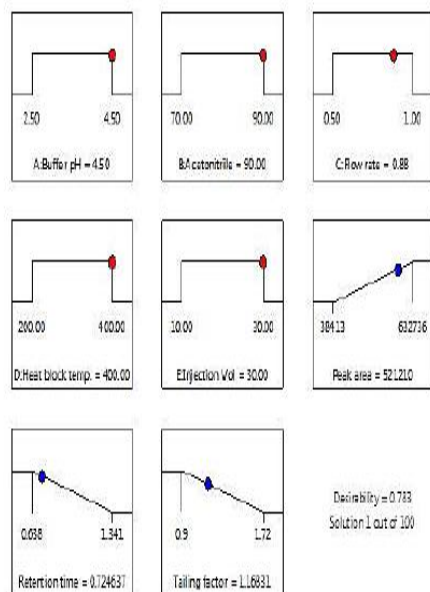 2.50 4.50
A:Buffer pH = 4.50
70.00 90.00
B:Acetonitrile = 90.00
0.50 1.00
C:Flow rate = 0.88
200.00 400.00
D:Heat block temp. = 400.00
10.00 30.00
E:Injection Vol = 30.00
38413 632736
Peak area = 521210
0.638 1.341
Retention time = 0.724637
0.9 1.72
Tailing factor = 1.16831
Desirability = 0.783
Solution 1 out of 100